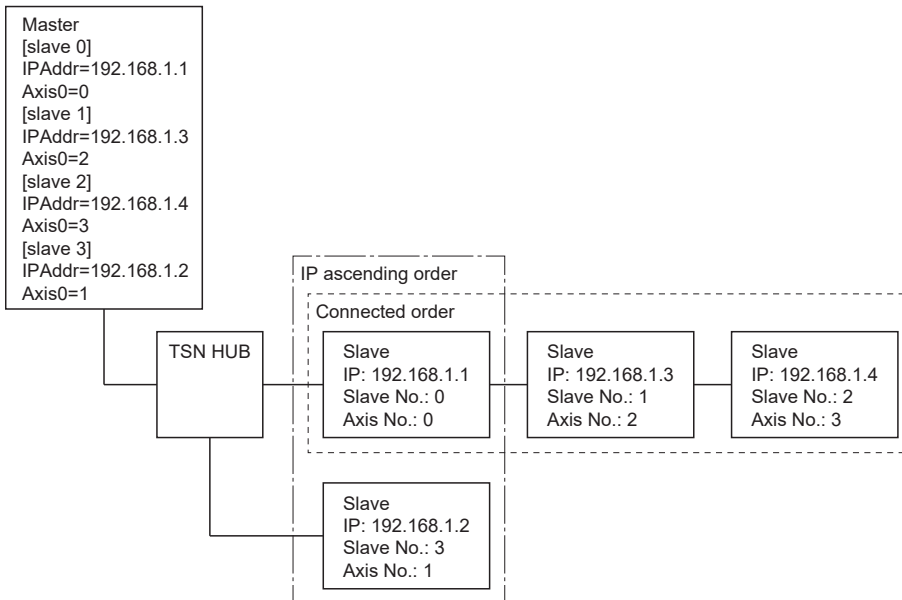 Master
[slave 0]
IPAddr=192.168.1.1
Axis0=0
[slave 1]
IPAddr=192.168.1.3
Axis0=2
[slave 2]
IPAddr=192.168.1.4
Axis0=3
[slave 3]
IPAddr=192.168.1.2
Axis0=1
IP ascending order
Connected order
TSN HUB
Slave
IP: 192.168.1.1
Slave No.: 0
Axis No.: 0
Slave
IP: 192.168.1.3
Slave No.: 1
Axis No.: 2
Slave
IP: 192.168.1.4
Slave No.: 2
Axis No.: 3
Slave
IP: 192.168.1.2
Slave No.: 3
Axis No.: 1